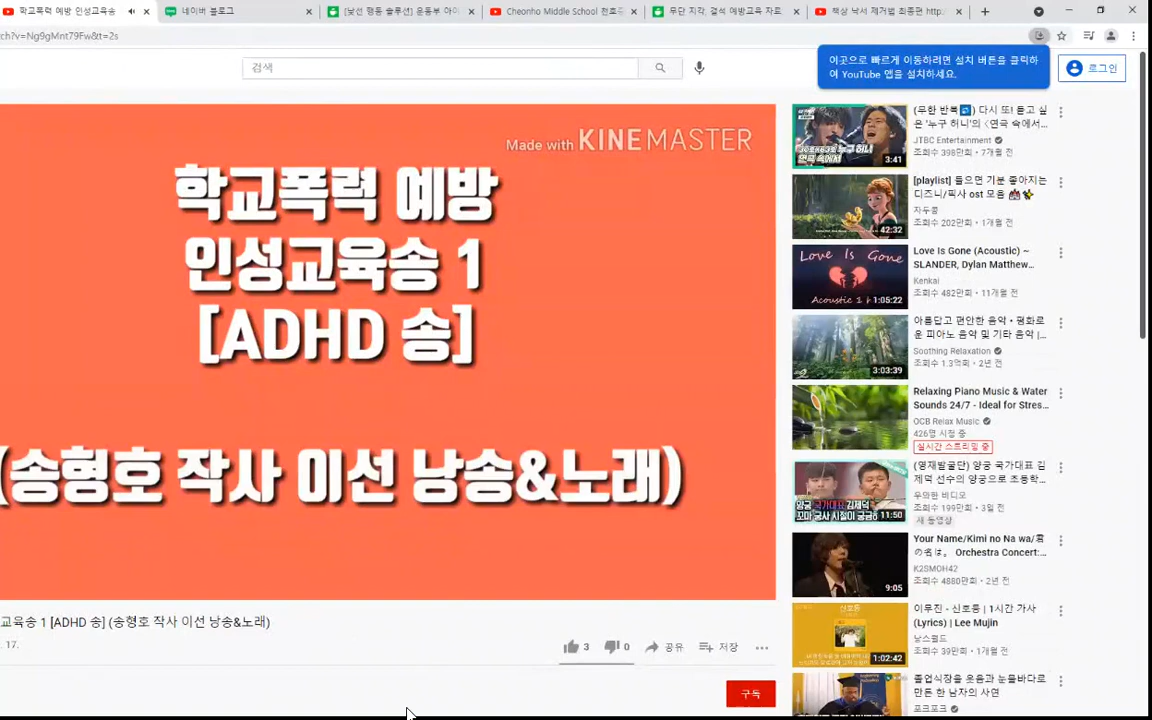 학교폭력 예방 인성교육송
네이버 블로그
[낯선 행동 솔루션] 운동부 아이
Cheonho Middle School 천호
무단 지각, 결석 예방교육 자료
책상 낙서 제거법 최종편 http:
ch?v=Ng9gMnt79Fw&t=2s
검색
이곳으로 빠르게 이동하려면 설치 버튼을 클릭하
여 YouTube 앱을 설치하세요.
로그인
Made with KINEMASTER
학교폭력 예방
인성교육송 1
[ADHD 송]
(송형호 작사 이선 낭송&노래)
교육송 1 [ADHD 송] (송형호 작사 이선 낭송&노래)
. 17.
3
0
공유
저장
구독
(무한 반복) 다시 또! 듣고 싶
은 '누구 허니'의 〈연극 속에서...
JTBC Entertainment
조회수 398만회 • 7개월 전
3:41
[playlist] 들으면 기분 좋아지는
디즈니/픽사 ost 모음
자두콩
조회수 202만회 • 1개월 전
42:32
Love Is Gone (Acoustic) ~
SLANDER, Dylan Matthew...
Kenkai
조회수 482만회 • 11개월 전
Love Is Gone
1:05:22
아름답고 편안한 음악 • 평화로
운 피아노 음악 및 기타 음악 |...
Soothing Relaxation
조회수 1.3억회 • 2년 전
3:03:39
Relaxing Piano Music & Water
Sounds 24/7 - Ideal for Stres...
OCB Relax Music
426명 시청 중
실시간 스트리밍 중
(영재발굴단) 양궁 국가대표 김
제덕 선수의 양궁으로 초등학...
우와한 비디오
조회수 199만회 • 3일 전
새 동영상
11:50
Your Name/Kimi no Na wa/君
の名は。 Orchestra Concert:...
K2SMOH42
조회수 4880만회 • 2년 전
9:05
이무진 - 신호등 | 1시간 가사
(Lyrics) | Lee Mujin
낭스월드
조회수 39만회 • 1개월 전
신호등
1:02:42
졸업식장을 웃음과 눈물바다로
만든 한 남자의 사연
포크포크